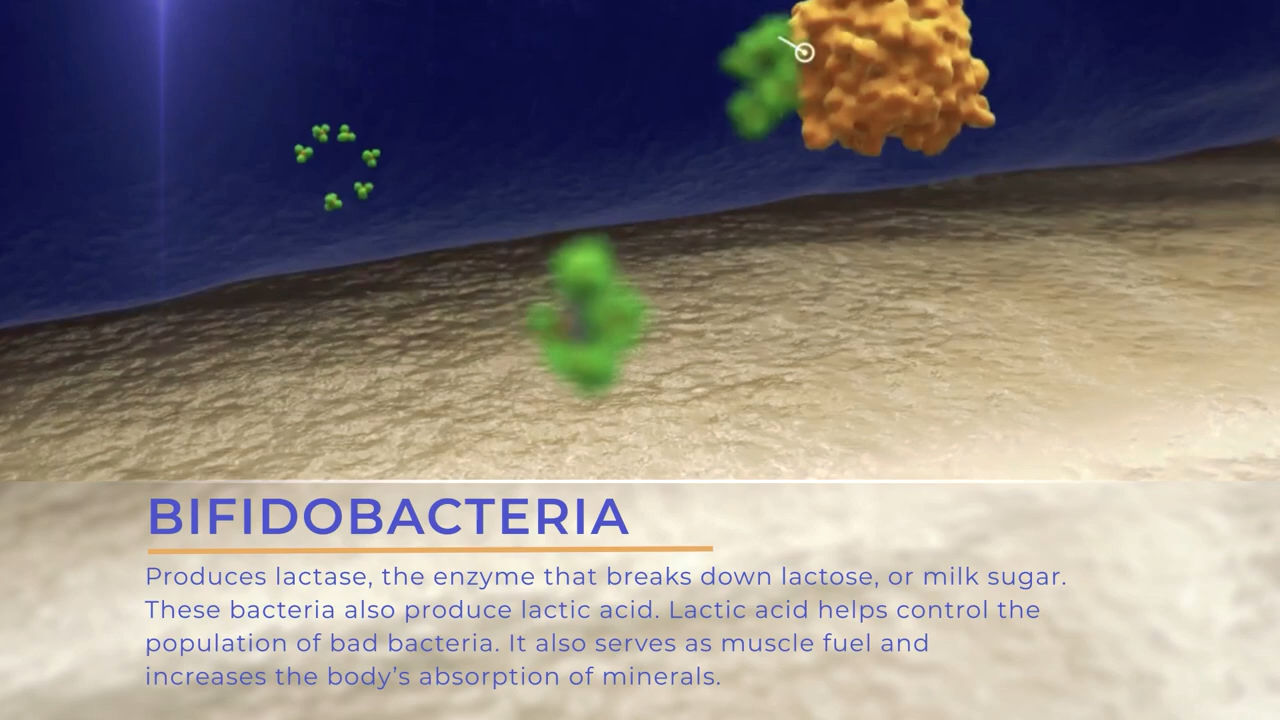 BIFIDOBACTERIA
Produces lactase, the enzyme that breaks down lactose, or milk sugar.
These bacteria also produce lactic acid. Lactic acid helps control the
population of bad bacteria. It also serves as muscle fuel and
increases the body’s absorption of minerals.